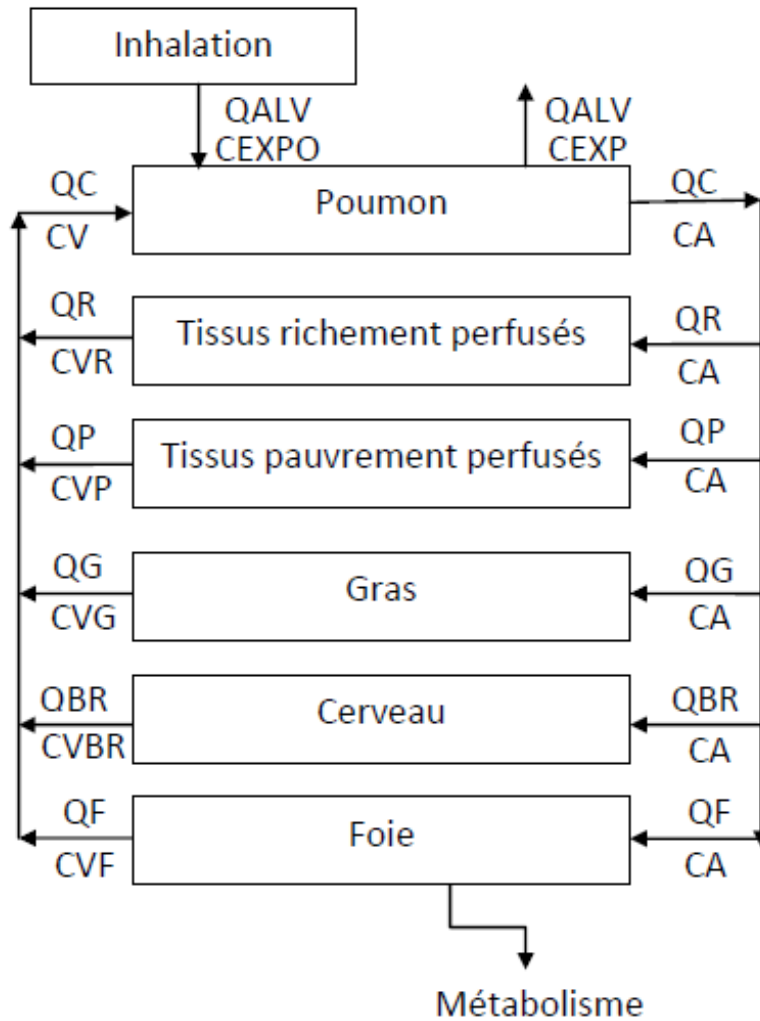 Inhalation
QALV
CEXPO
QALV
CEXP
QC
CV
Poumon
QC
CA
QR
CVR
Tissus richement perfusés
QR
CA
QP
CVP
Tissus pauvrement perfusés
QP
CA
QG
CVG
Gras
QG
CA
QBR
CVBR
Cerveau
QBR
CA
QF
CVF
Foie
QF
CA
Métabolisme